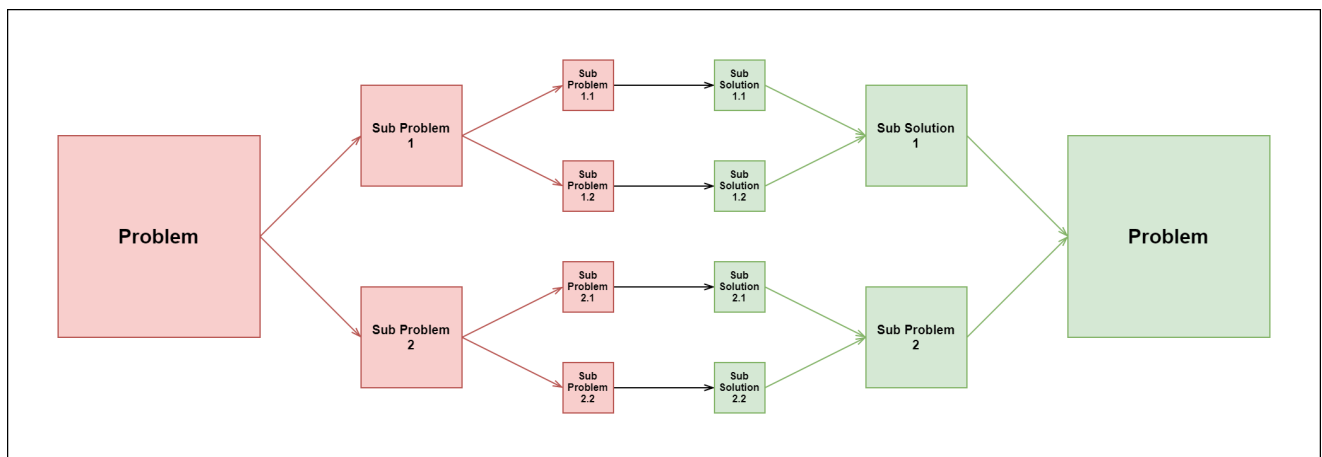 Problem
Sub Problem
1
Sub Problem
2
Sub
Problem
1.1
Sub
Problem
1.2
Sub
Problem
2.1
Sub
Problem
2.2
Sub
Solution
1.1
Sub
Solution
1.2
Sub
Solution
2.1
Sub
Solution
2.2
Sub Solution
1
Sub Problem
2
Problem